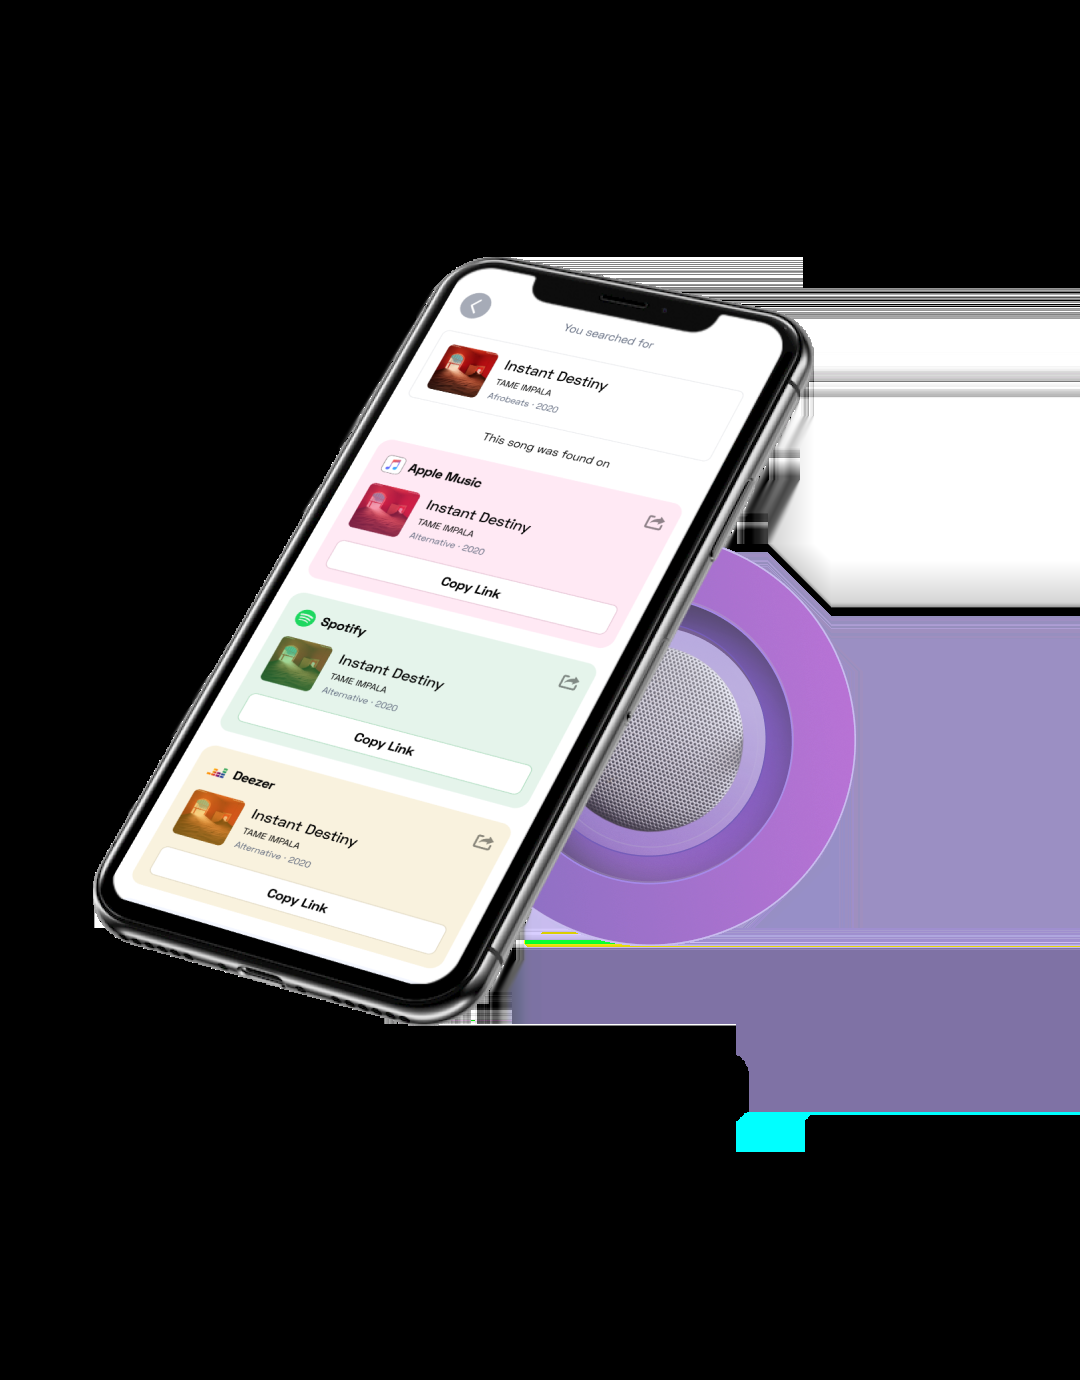 You searched for
Instant Destiny
TAME IMPALA
Afrobeats · 2020
This song was found on
Apple Music
Instant Destiny
TAME IMPALA
Alternative · 2020
Copy Link
Spotify
Instant Destiny
TAME IMPALA
Alternative · 2020
Copy Link
Deezer
Instant Destiny
TAME IMPALA
Alternative · 2020
Copy Link